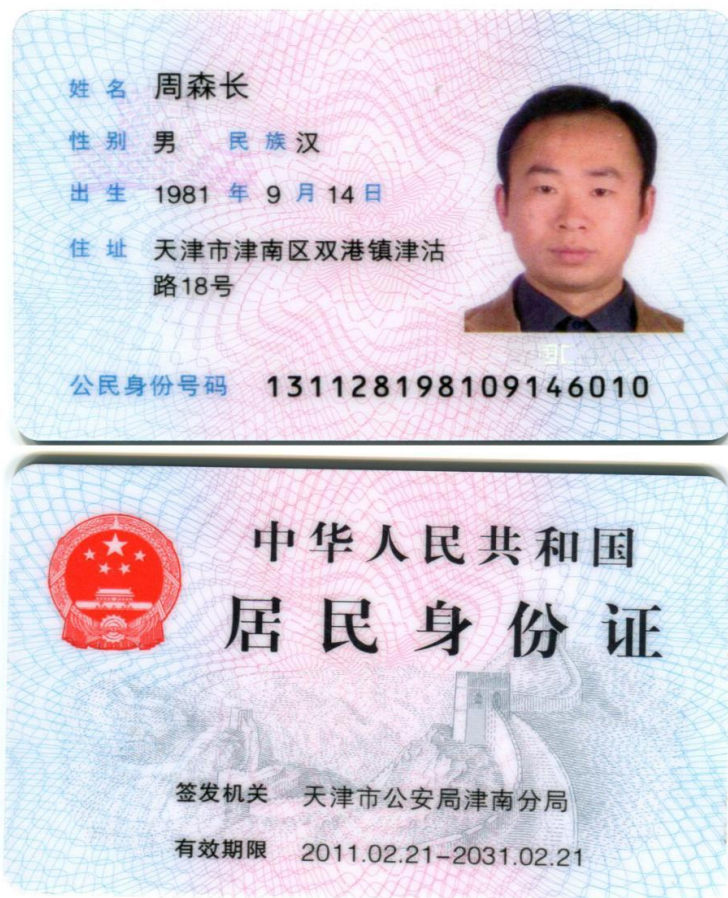 姓名 周森长
性别 男 民族 汉
出生 1981 年 9 月 14 日
住址 天津市津南区双港镇津沽
路18号
公民身份号码 131128198109146010
中华人民共和国
居民身份证
签发机关 天津市公安局津南分局
有效期限 2011.02.21-2031.02.21